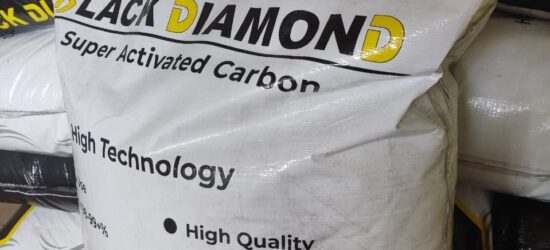 BLACK DIAMOND
Super Activated Carbon
High Technology
High Quality